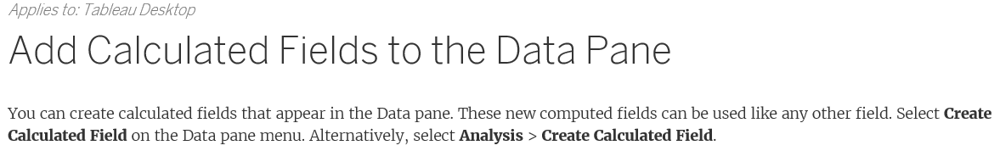 Applies to: Tableau Desktop
Add Calculated Fields to the Data Pane
You can create calculated fields that appear in the Data pane. These new computed fields can be used like any other field. Select Create
Calculated Field on the Data pane menu. Alternatively, select Analysis > Create Calculated Field.